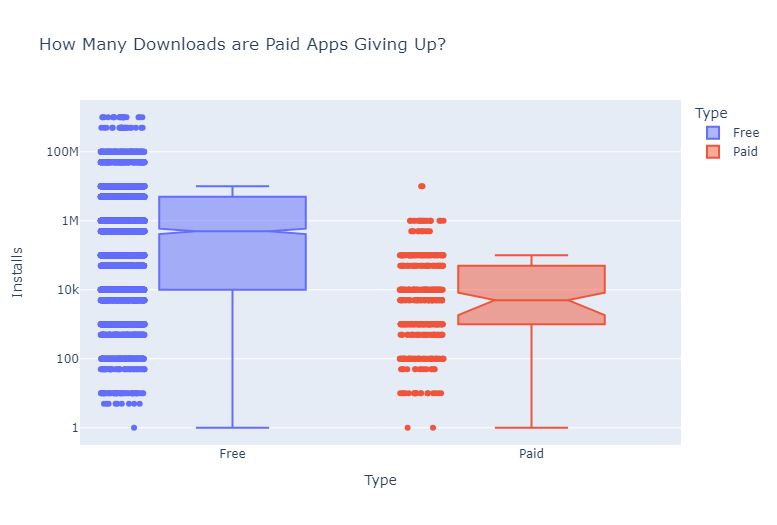 How Many Downloads are Paid Apps Giving Up?
Type
Free
Paid
100M
1M
10k
100
1
Installs
Free
Paid
Type